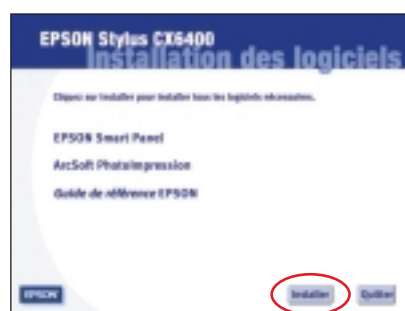 EPSON Stylus CX6400
Installation des logiciels
Cliquez sur Installer pour installer tous les logiciels nécessaires.
EPSON Smart Panel
ArcSoft PhotoImpression
Guide de référence EPSON
EPSON
Installer
Quitter